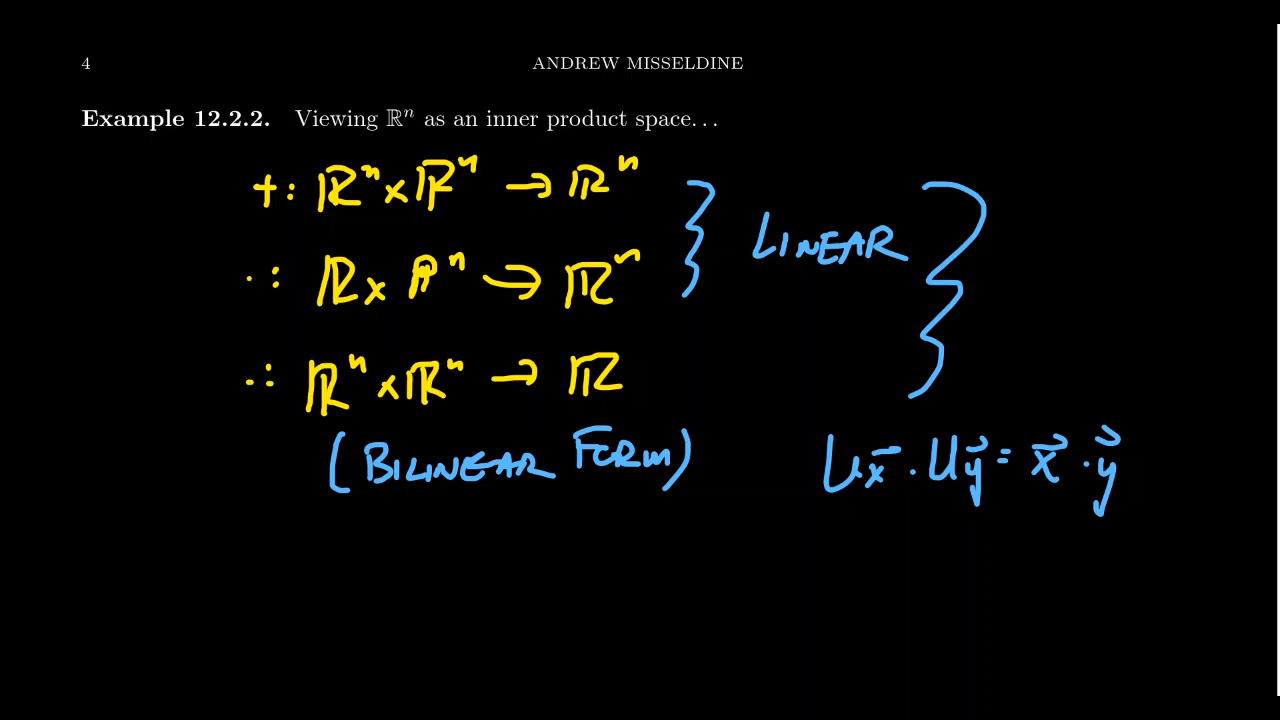 4 ANDREW MISSELDINE
Example 12.2.2. Viewing ℝⁿ as an inner product space...
+: ℝⁿ×ℝⁿ → ℝⁿ
·: ℝ×ℝⁿ → ℝⁿ
LINEAR
·: ℝⁿ×ℝⁿ → ℝ
(BILINEAR FORM)
Ux⃗ · Uy⃗ = x⃗ · y⃗